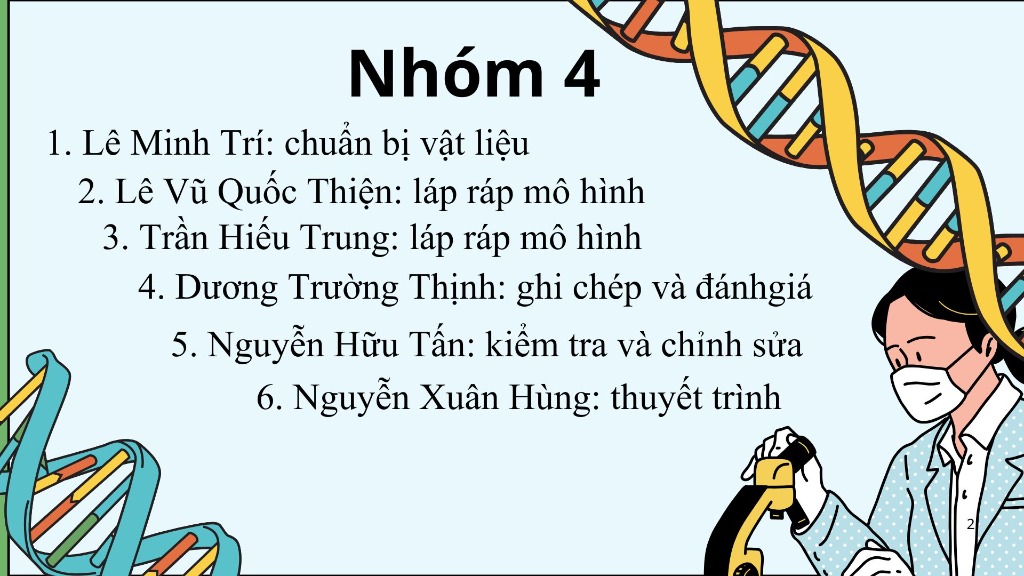 Nhóm 4
1. Lê Minh Trí: chuẩn bị vật liệu
2. Lê Vũ Quốc Thiện: láp ráp mô hình
3. Trần Hiếu Trung: láp ráp mô hình
4. Dương Trường Thịnh: ghi chép và đánhgiá
5. Nguyễn Hữu Tấn: kiểm tra và chỉnh sửa
6. Nguyễn Xuân Hùng: thuyết trình
2